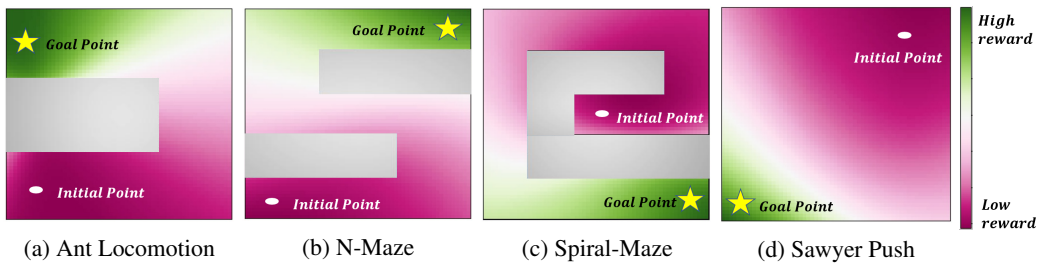 Goal Point
Initial Point
(a) Ant Locomotion
Goal Point
Initial Point
(b) N-Maze
Initial Point
Goal Point
(c) Spiral-Maze
Initial Point
Goal Point
(d) Sawyer Push
High
reward
Low
reward